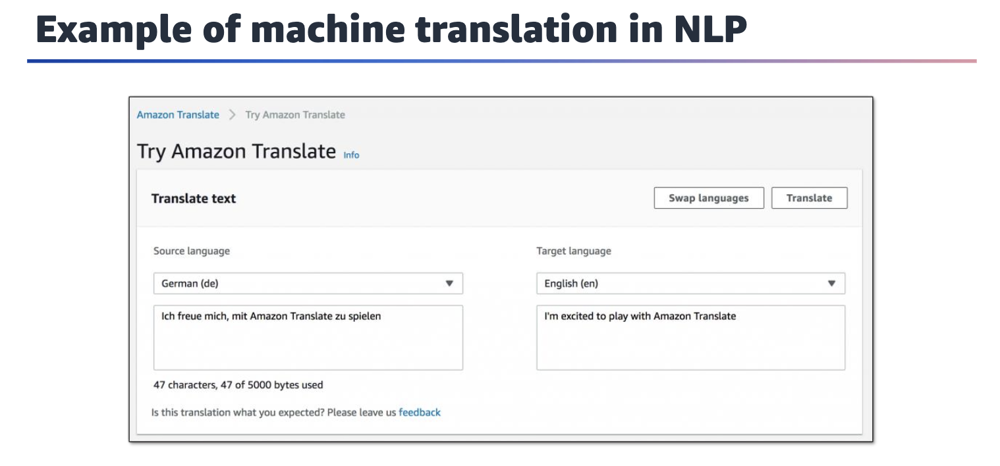 Example of machine translation in NLP
Amazon Translate > Try Amazon Translate
Try Amazon Translate Info
Translate text
Swap languages
Translate
Source language
Target language
German (de)
English (en)
Ich freue mich, mit Amazon Translate zu spielen
I'm excited to play with Amazon Translate
47 characters, 47 of 5000 bytes used
Is this translation what you expected? Please leave us feedback